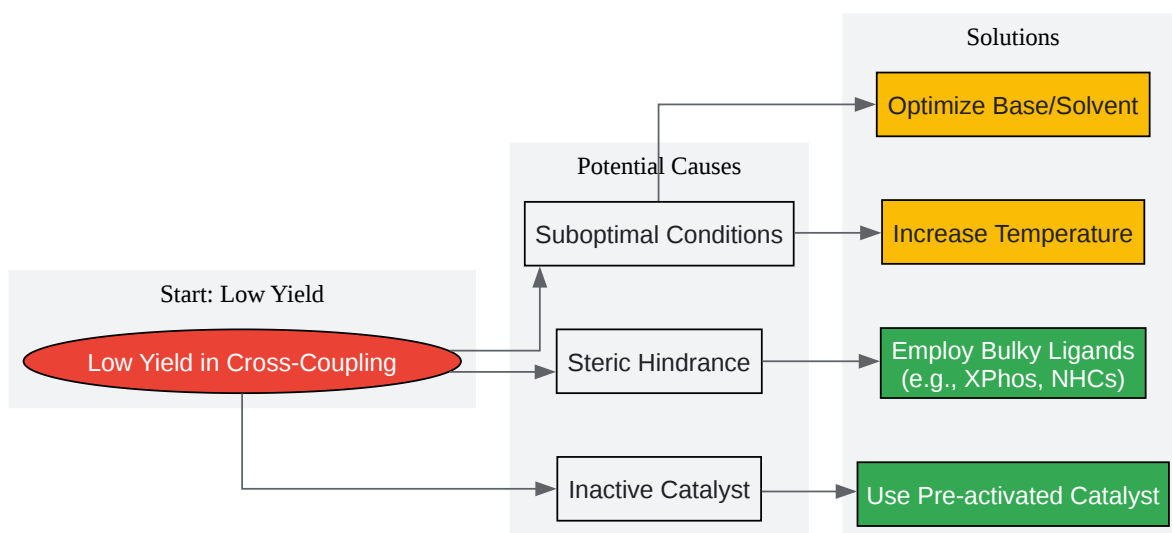 Start: Low Yield
Low Yield in Cross-Coupling
Potential Causes
Suboptimal Conditions
Steric Hindrance
Inactive Catalyst
Solutions
Optimize Base/Solvent
Increase Temperature
Employ Bulky Ligands
(e.g., XPhos, NHCs)
Use Pre-activated Catalyst